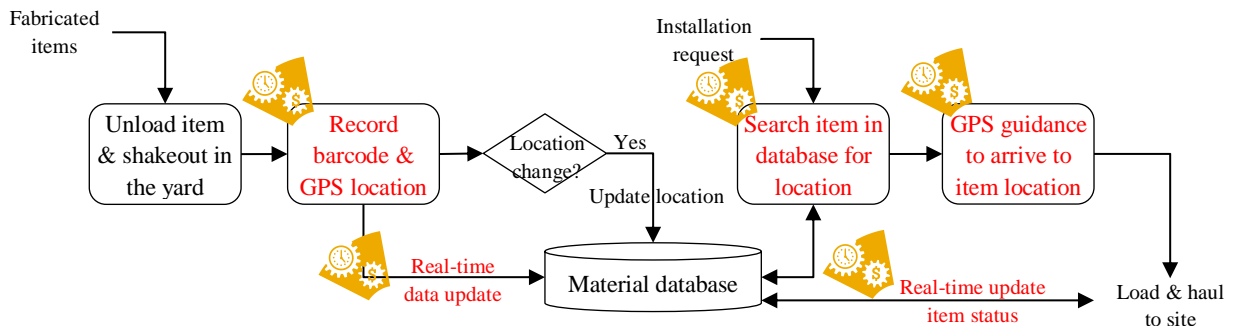 Fabricated
items
Installation
request
Unload item
& shakeout in
the yard
Record
barcode &
GPS location
Location
change?
Yes
Update location
Search item in
database for
location
GPS guidance
to arrive to
item location
Real-time
data update
Material database
Real-time update
item status
Load & haul
to site
$
$
$
$
$